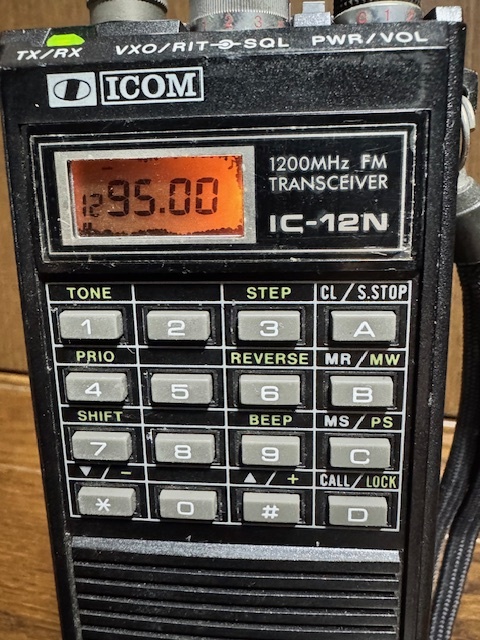 TX/RX VXO/RIT SQL PWR/VOL
ICOM
1200MHz FM
TRANSCEIVER
1295.00
IC-12N
TONE STEP CL/S.STOP
1 2 3 A
PRIO REVERSE MR/MW
4 5 6 B
SHIFT BEEP MS/PS
7 8 9 C
▼/- ▲/+ CALL/LOCK
* 0 # D